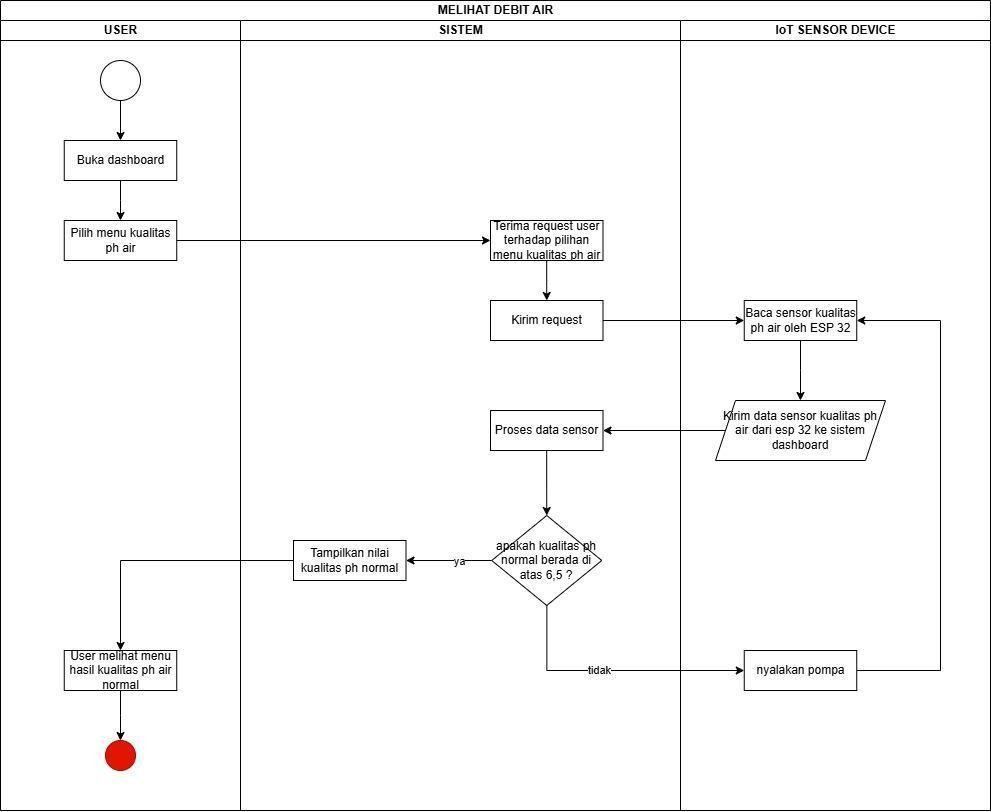 MELIHAT DEBIT AIR
USER
SISTEM
IoT SENSOR DEVICE
Buka dashboard
Pilih menu kualitas
ph air
Terima request user
terhadap pilihan
menu kualitas ph air
Kirim request
Baca sensor kualitas
ph air oleh ESP 32
Kirim data sensor kualitas ph
air dari esp 32 ke sistem
dashboard
Proses data sensor
apakah kualitas ph
normal berada di
atas 6,5 ?
ya
Tampilkan nilai
kualitas ph normal
User melihat menu
hasil kualitas ph air
normal
tidak
nyalakan pompa